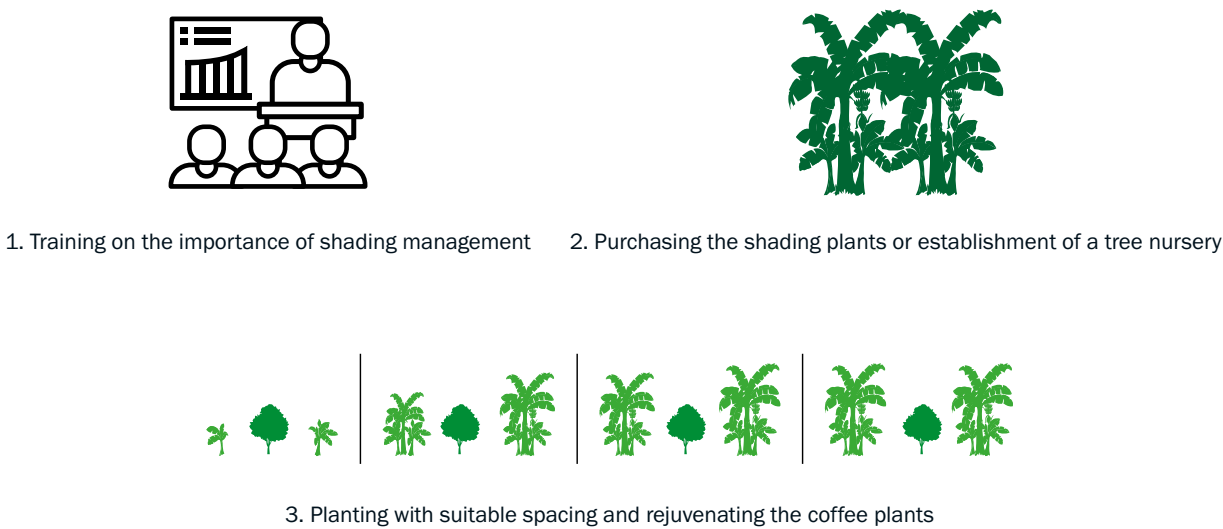 1. Training on the importance of shading management
2. Purchasing the shading plants or establishment of a tree nursery
3. Planting with suitable spacing and rejuvenating the coffee plants